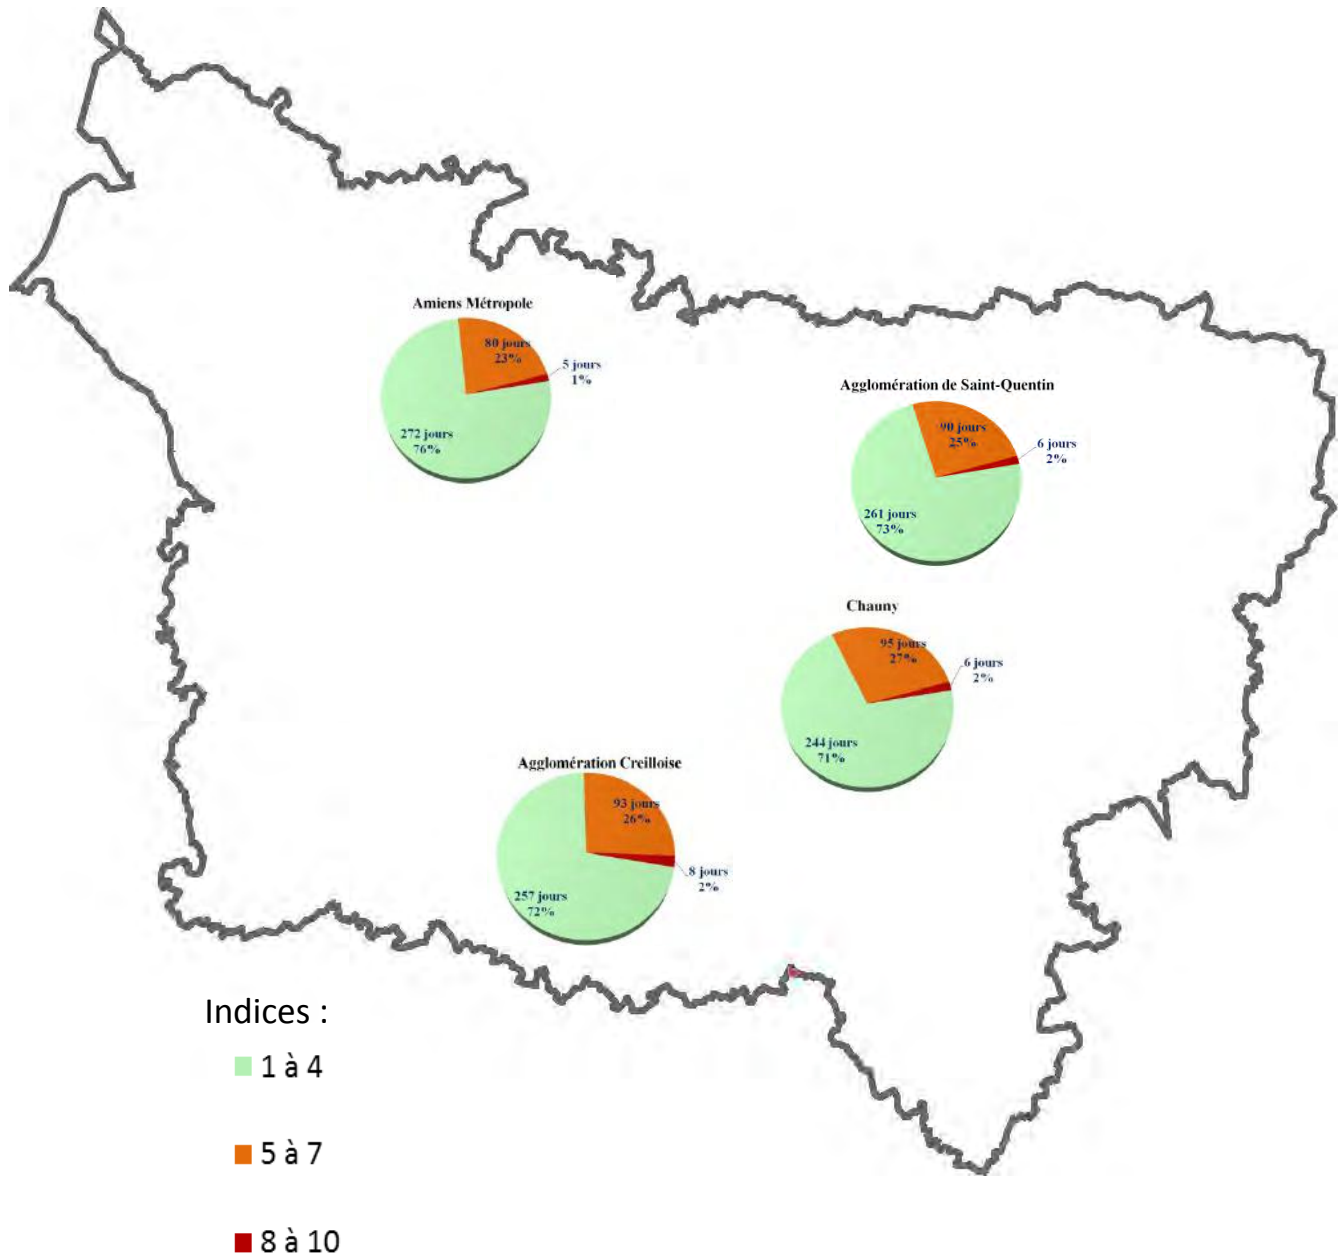 Amiens Métropole
80 jours
23%
5 jours
1%
272 jours
76%
Agglomération de Saint-Quentin
90 jours
25%
6 jours
2%
261 jours
73%
Chauny
95 jours
27%
6 jours
2%
244 jours
71%
Agglomération Creilloise
93 jours
26%
8 jours
2%
257 jours
72%
Indices :
1 à 4
5 à 7
8 à 10